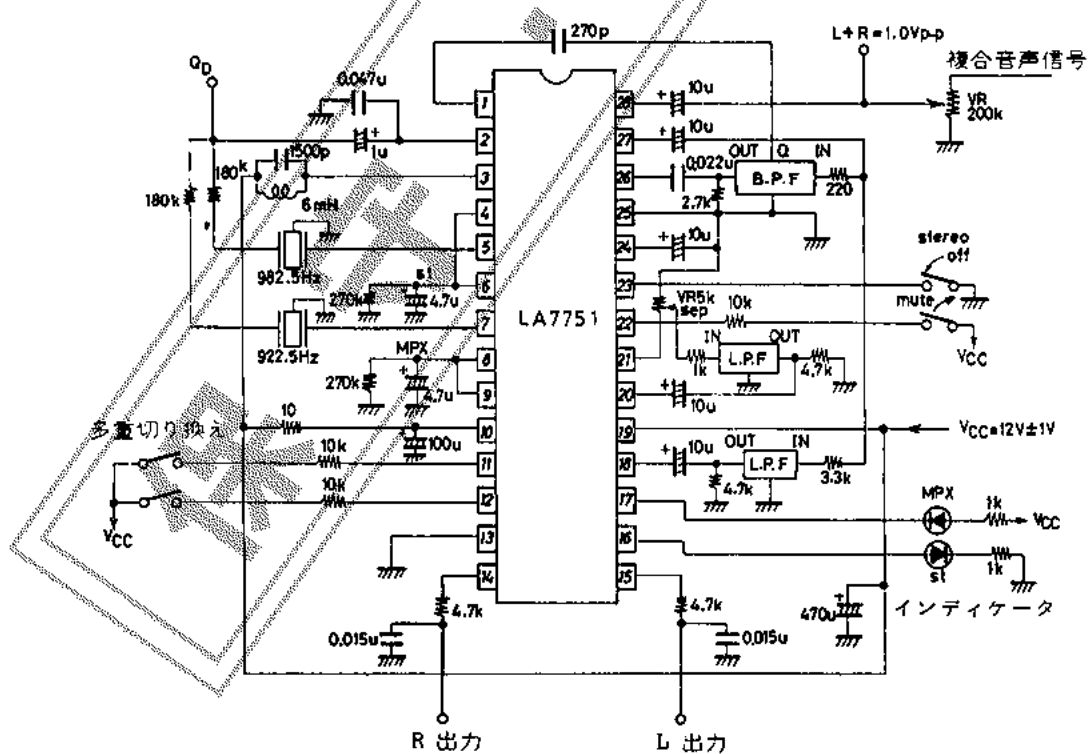 270p
L+R=1.0Vp-p
複合音声信号
VR
200k
QD
0.047u
1u
1500p
180k
180k
6mH
982.5Hz
st
270k
4.7u
922.5Hz
MPX
270k
4.7u
多重切り換え
10
100u
10k
10k
VCC
LA7751
1
2
3
4
5
6
7
8
9
10
11
12
13
14
28
27
26
25
24
23
22
21
20
19
18
17
16
15
10u
10u
0.022u
OUT Q IN
B.P.F
220
2.7k
10u
stereo
off
mute
VCC
VR5k
sep
10k
IN OUT
1k
L.P.F
4.7k
10u
VCC=12V±1V
10u
OUT IN
L.P.F
4.7k
3.3k
MPX
1k
VCC
st
1k
インディケータ
470u
4.7k
0.015u
4.7k
0.015u
R 出力
L 出力